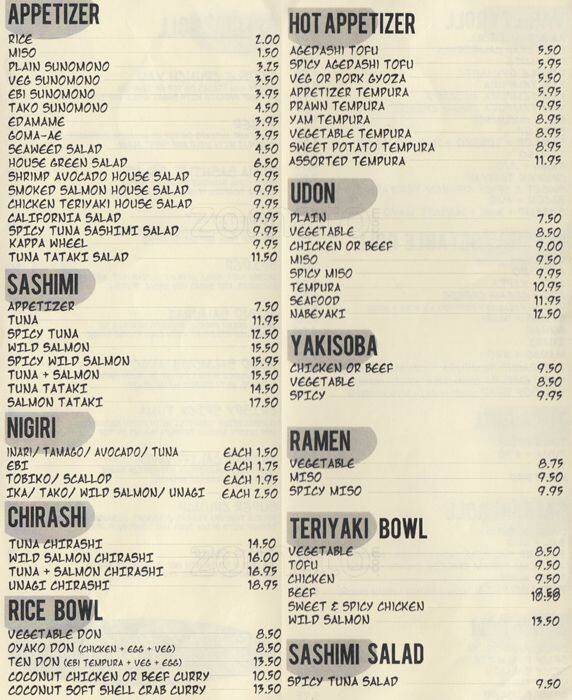 APPETIZER
RICE 2.00
MISO 1.50
PLAIN SUNOMONO 3.25
VEG SUNOMONO 3.50
EBI SUNOMONO 3.95
TAKO SUNOMONO 4.50
EDAMAME 3.95
GOMA-AE 3.95
SEAWEED SALAD 4.50
HOUSE GREEN SALAD 6.50
SHRIMP AVOCADO HOUSE SALAD 9.95
SMOKED SALMON HOUSE SALAD 9.95
CHICKEN TERIYAKI HOUSE SALAD 9.95
CALIFORNIA SALAD 9.95
SPICY TUNA SASHIMI SALAD 9.95
KAPPA WHEEL 9.95
TUNA TATAKI SALAD 11.50
SASHIMI
APPETIZER 7.50
TUNA 11.95
SPICY TUNA 12.50
WILD SALMON 15.50
SPICY WILD SALMON 15.95
TUNA + SALMON 15.50
TUNA TATAKI 14.50
SALMON TATAKI 17.50
NIGIRI
INARI/ TAMAGO/ AVOCADO/ TUNA EACH 1.50
EBI EACH 1.75
TOBIKO/ SCALLOP EACH 1.95
IKA/ TAKO/ WILD SALMON/ UNAGI EACH 2.50
CHIRASHI
TUNA CHIRASHI 14.50
WILD SALMON CHIRASHI 16.00
TUNA + SALMON CHIRASHI 16.95
UNAGI CHIRASHI 18.95
RICE BOWL
VEGETABLE DON 8.50
OYAKO DON (CHICKEN + EGG + VEG) 8.50
TEN DON (EBI TEMPURA + VEG + EGG) 13.50
COCONUT CHICKEN OR BEEF CURRY 10.50
COCONUT SOFT SHELL CRAB CURRY 13.50
HOT APPETIZER
AGEDASHI TOFU 5.50
SPICY AGEDASHI TOFU 5.95
VEG OR PORK GYOZA 5.50
APPETIZER TEMPURA 5.95
PRAWN TEMPURA 9.95
YAM TEMPURA 8.95
VEGETABLE TEMPURA 8.95
SWEET POTATO TEMPURA 8.95
ASSORTED TEMPURA 11.95
UDON
PLAIN 7.50
VEGETABLE 8.50
CHICKEN OR BEEF 9.00
MISO 9.50
SPICY MISO 9.95
TEMPURA 10.95
SEAFOOD 11.95
NABEYAKI 12.50
YAKISOBA
CHICKEN OR BEEF 9.50
VEGETABLE 8.50
SPICY 9.95
RAMEN
VEGETABLE 8.75
MISO 9.50
SPICY MISO 9.95
TERIYAKI BOWL
VEGETABLE 8.50
TOFU 9.50
CHICKEN 9.50
BEEF
SWEET & SPICY CHICKEN
WILD SALMON 13.50
SASHIMI SALAD
SPICY TUNA SALAD 9.50